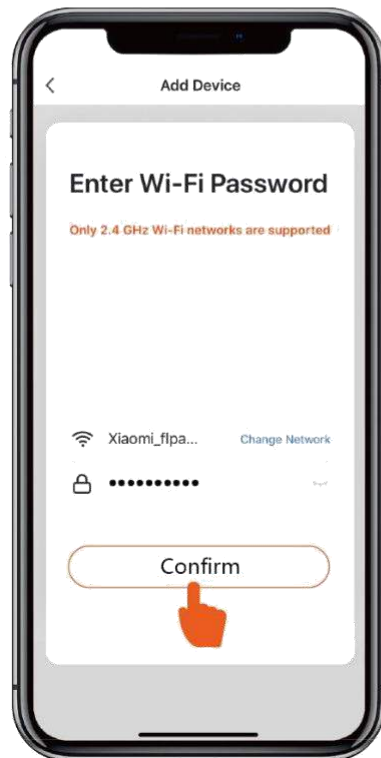 Add Device
Enter Wi-Fi Password
Only 2.4 GHz Wi-Fi networks are supported
Xiaomi_flpa... Change Network
••••••••••
Confirm